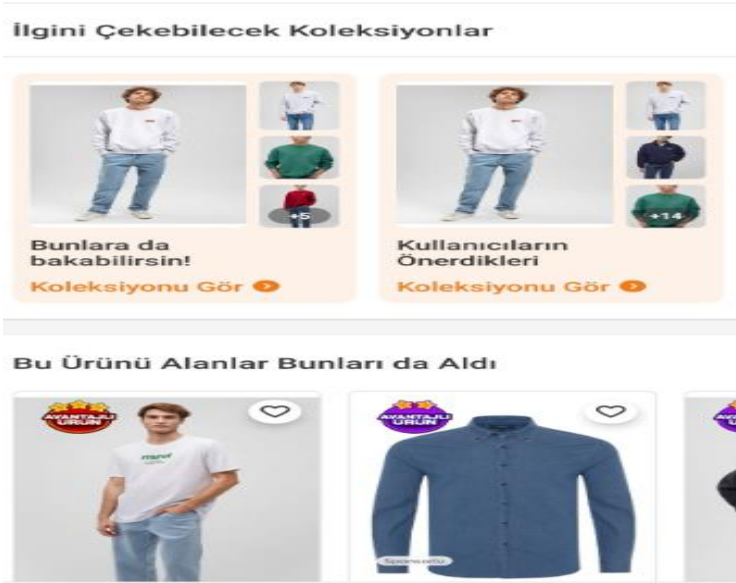 İlgini Çekebilecek Koleksiyonlar
+5
+14
Bunlara da
bakabilirsin!
Koleksiyonu Gör
Kullanıcıların
Önerdikleri
Koleksiyonu Gör
Bu Ürünü Alanlar Bunları da Aldı
AVANTAJLI
ÜRÜN
AVANTAJLI
ÜRÜN